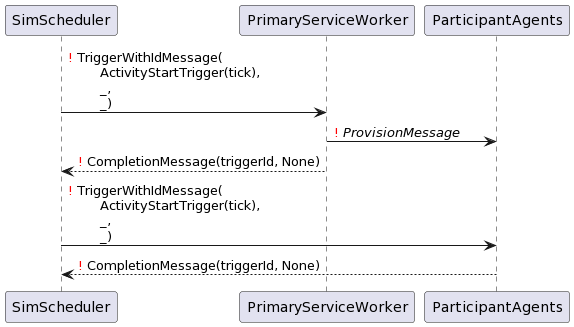 SimScheduler PrimaryServiceWorker ParticipantAgents
! TriggerWithIdMessage(
ActivityStartTrigger(tick),
_,
_)
! ProvisionMessage
! CompletionMessage(triggerId, None)
! TriggerWithIdMessage(
ActivityStartTrigger(tick),
_,
_)
! CompletionMessage(triggerId, None)
SimScheduler PrimaryServiceWorker ParticipantAgents